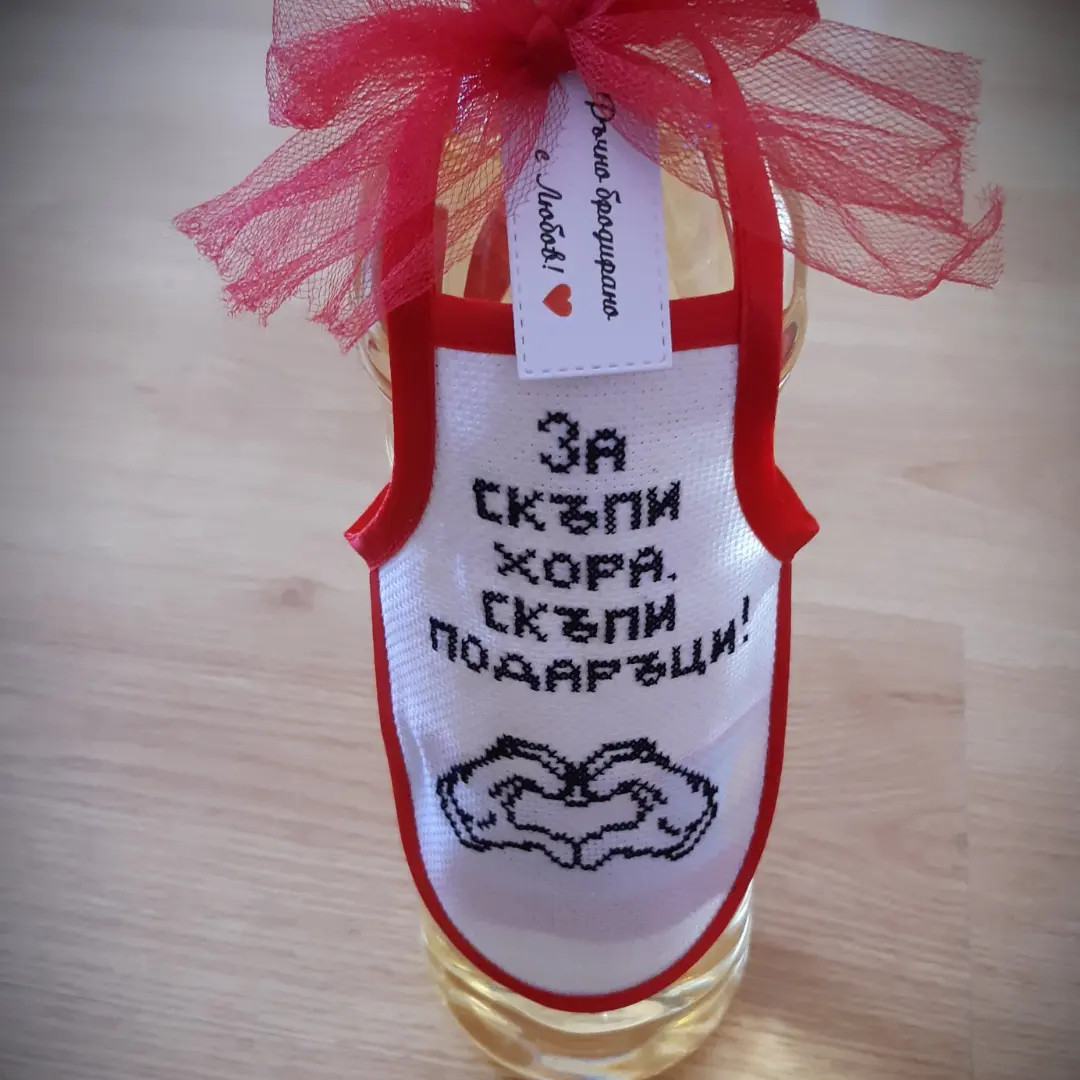 Ръчно бродирано
с Любов!
За
скъпи
хора,
скъпи
подаръци!